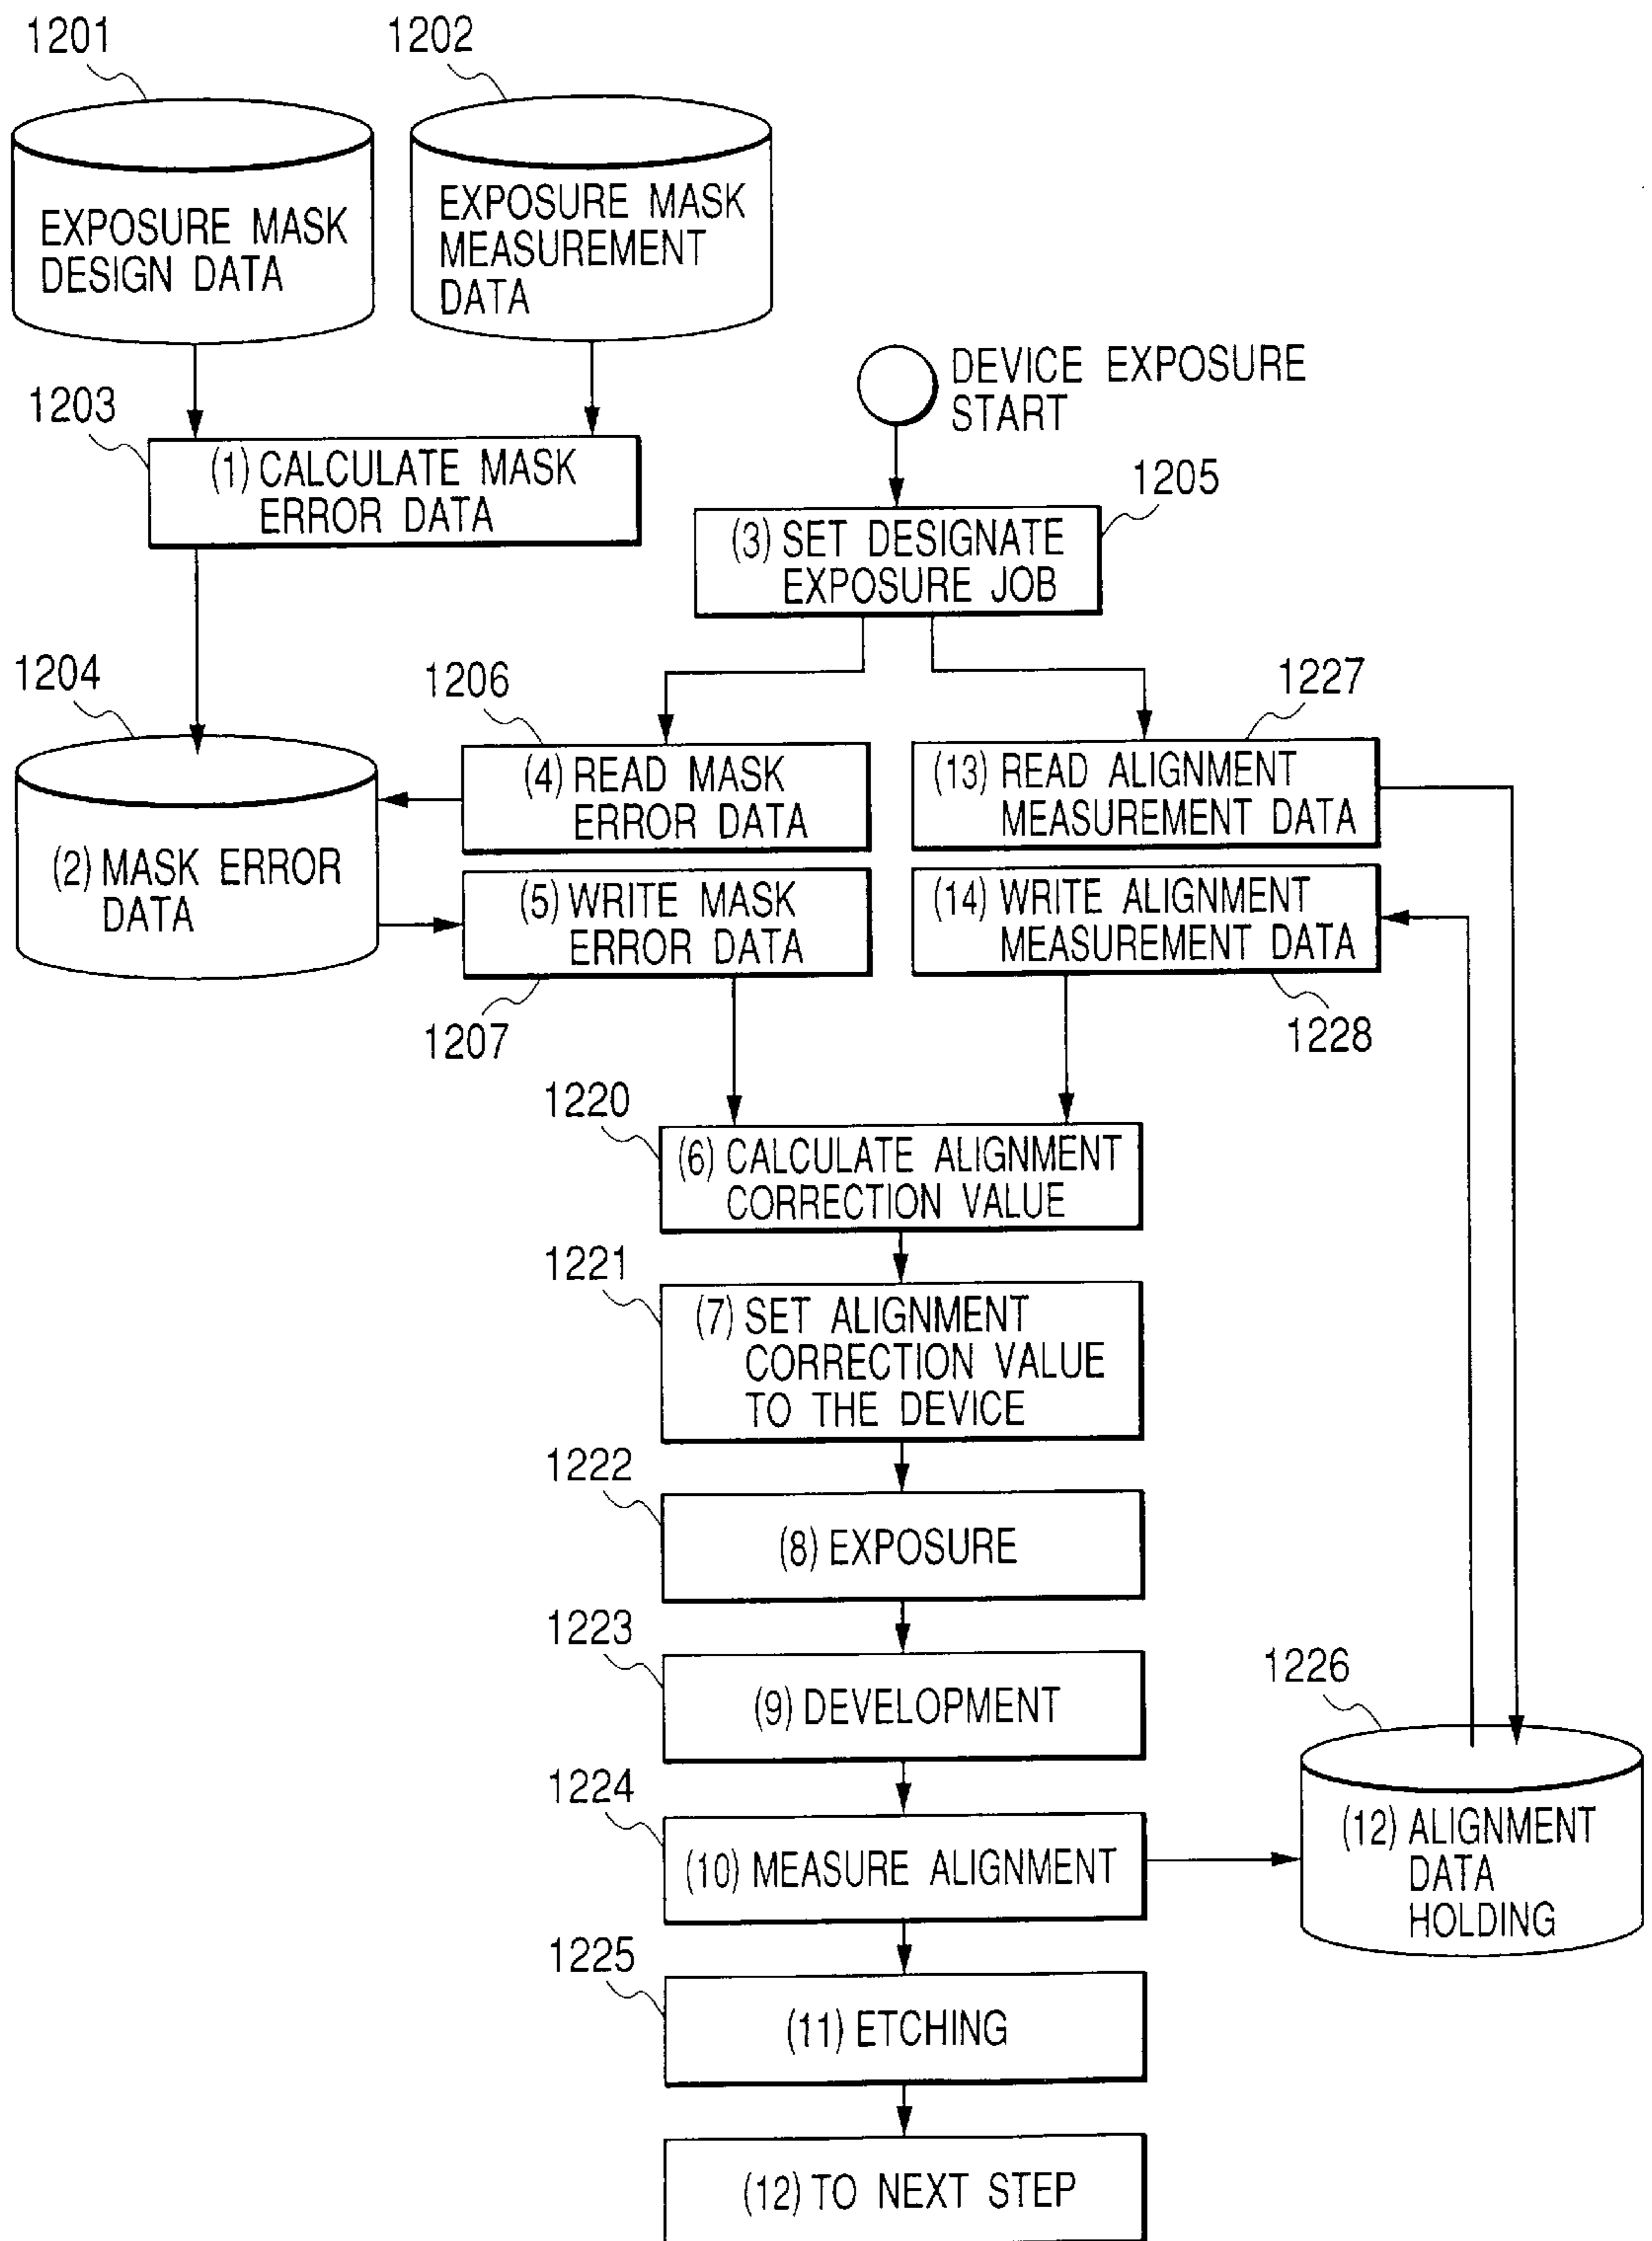 1201
1202
EXPOSURE MASK
DESIGN DATA
EXPOSURE MASK
MEASUREMENT
DATA
DEVICE EXPOSURE
START
1203
(1) CALCULATE MASK
ERROR DATA
1205
(3) SET DESIGNATE
EXPOSURE JOB
1204
1206
1227
(2) MASK ERROR
DATA
(4) READ MASK
ERROR DATA
(13) READ ALIGNMENT
MEASUREMENT DATA
(5) WRITE MASK
ERROR DATA
(14) WRITE ALIGNMENT
MEASUREMENT DATA
1207
1228
1220
(6) CALCULATE ALIGNMENT
CORRECTION VALUE
1221
(7) SET ALIGNMENT
CORRECTION VALUE
TO THE DEVICE
1222
(8) EXPOSURE
1223
(9) DEVELOPMENT
1226
1224
(10) MEASURE ALIGNMENT
(12) ALIGNMENT
DATA
HOLDING
1225
(11) ETCHING
(12) TO NEXT STEP